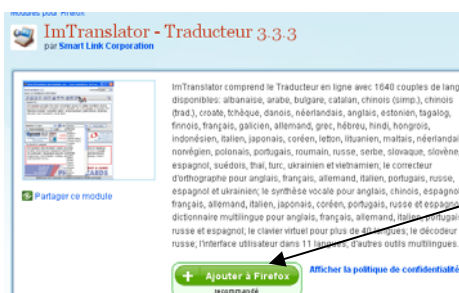 Modules pour Firefox
ImTranslator - Traducteur 3.3.3
par Smart Link Corporation
ImTranslator comprend le Traducteur en ligne avec 1640 couples de lang
disponibles: albanaise, arabe, bulgare, catalan, chinois (simp.), chinois
(trad.), croate, tchèque, danois, néerlandais, anglais, estonien, tagalog,
finnois, français, galicien, allemand, grec, hébreu, hindi, hongrois,
indonésien, italien, japonais, coréen, letton, lituanien, maltais, néerlandai
norvégien, polonais, portugais, roumain, russe, serbe, slovaque, slovène,
espagnol, suédois, thaï, turc, ukrainien et vietnamien; le correcteur
d'orthographe pour anglais, français, allemand, italien, portugais, russe,
espagnol et ukrainien; le synthèse vocale pour anglais, chinois, espagnol
français, allemand, italien, japonais, coréen, portugais, russe et espagno
dictionnaire multilingue pour anglais, français, allemand, italien, portugais
russe et espagnol; le clavier virtuel pour plus de 40 langues; le décodeur
russe; l'interface utilisateur dans 11 langues, d'autres outils multilingues.
Partager ce module
Ajouter à Firefox
recommandé
Afficher la politique de confidentialité